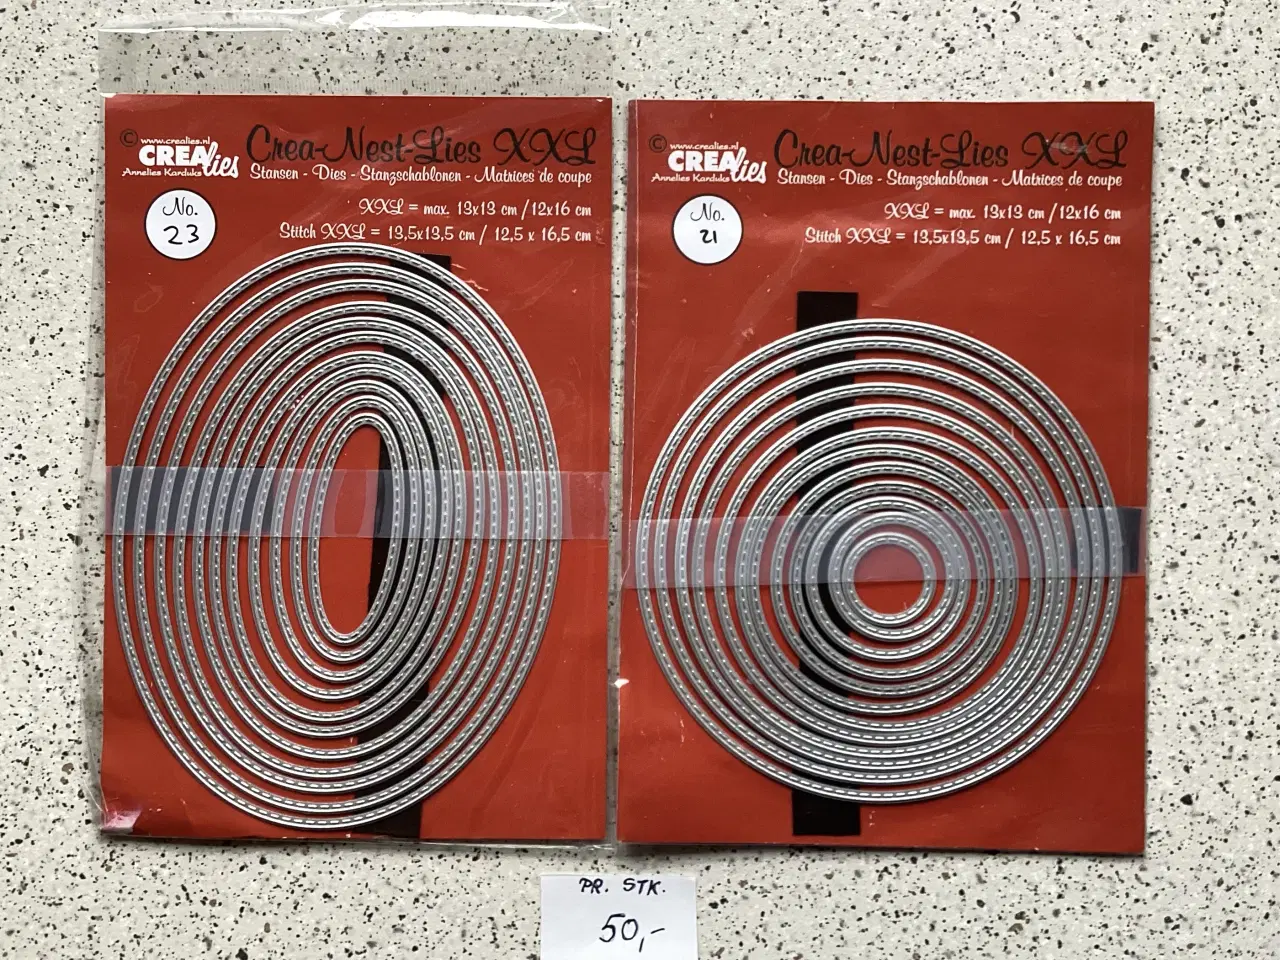 © www.crealies.nl
CREAlies
Annelies Karduks
Crea-Nest-Lies XXL
Stansen - Dies - Stanzschablonen - Matrices de coupe
No.
23
XXL = max. 13x13 cm / 12x16 cm
Stitch XXL = 13,5x13,5 cm / 12,5 x 16,5 cm
© www.crealies.nl
CREAlies
Annelies Karduks
Crea-Nest-Lies XXL
Stansen - Dies - Stanzschablonen - Matrices de coupe
No.
21
XXL = max. 13x13 cm / 12x16 cm
Stitch XXL = 13,5x13,5 cm / 12,5 x 16,5 cm
PR. STK.
50,-